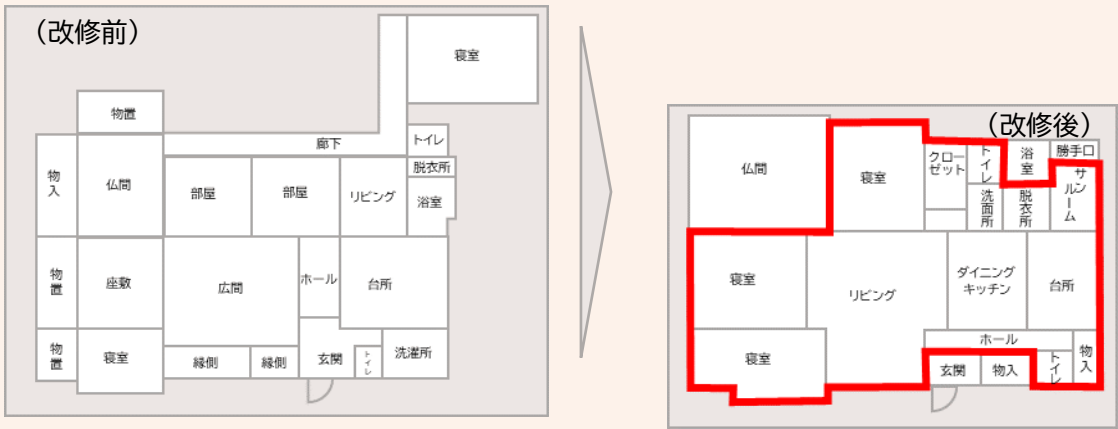 (改修前)
寝室
物置
廊下
トイレ
脱衣所
物入
仏間
部屋
部屋
リビング
浴室
物置
座敷
広間
ホール
台所
物置
寝室
縁側
縁側
玄関
トイレ
洗濯所
(改修後)
仏間
寝室
クロー
ゼット
トイレ
浴室
勝手口
洗面所
脱衣所
サンルーム
寝室
リビング
ダイニング
キッチン
台所
寝室
ホール
玄関
物入
トイレ
物入